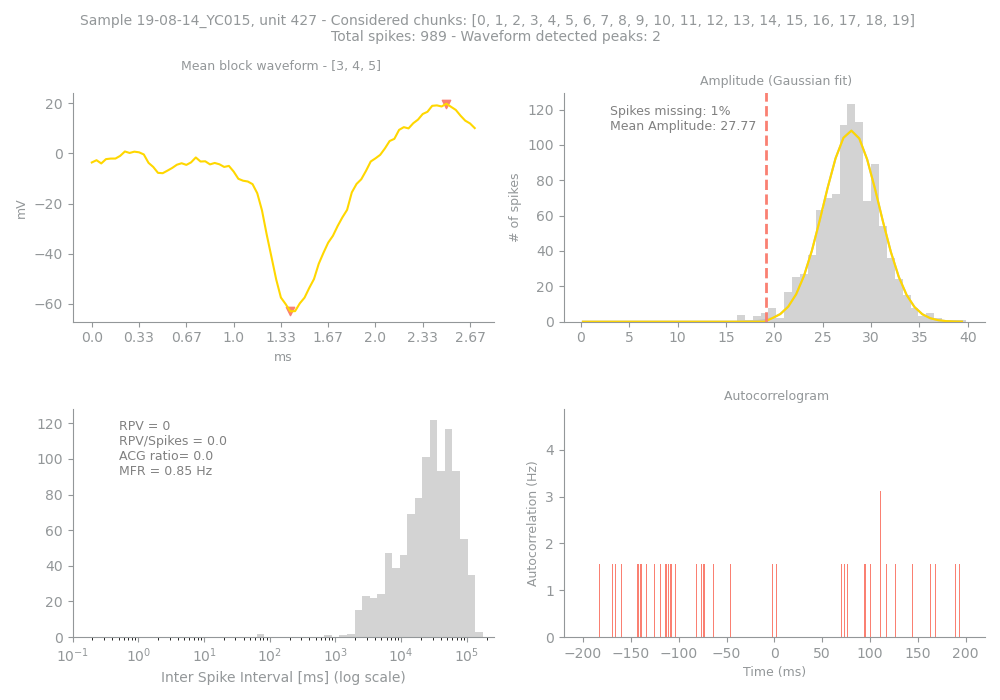 Sample 19-08-14_YC015, unit 427 - Considered chunks: [0, 1, 2, 3, 4, 5, 6, 7, 8, 9, 10, 11, 12, 13, 14, 15, 16, 17, 18, 19]
Total spikes: 989 - Waveform detected peaks: 2
Mean block waveform - [3, 4, 5]
20
0
−20
−40
−60
mV
0.0 0.33 0.67 1.0 1.33 1.67 2.0 2.33 2.67
ms
Amplitude (Gaussian fit)
Spikes missing: 1%
Mean Amplitude: 27.77
120
100
80
60
40
20
0
# of spikes
0 5 10 15 20 25 30 35 40
RPV = 0
RPV/Spikes = 0.0
ACG ratio= 0.0
MFR = 0.85 Hz
120
100
80
60
40
20
0
10⁻¹ 10⁰ 10¹ 10² 10³ 10⁴ 10⁵
Inter Spike Interval [ms] (log scale)
Autocorrelogram
4
3
2
1
0
Autocorrelation (Hz)
−200 −150 −100 −50 0 50 100 150 200
Time (ms)